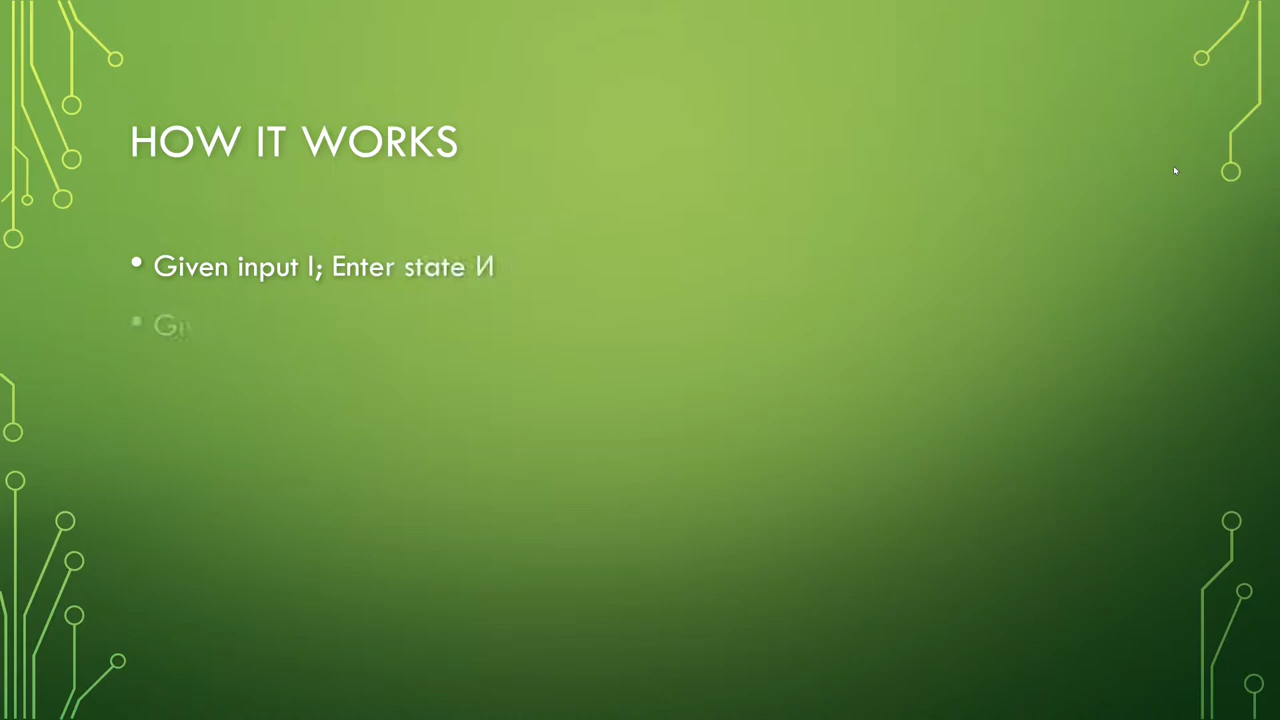 HOW IT WORKS
• Given input I; Enter state И